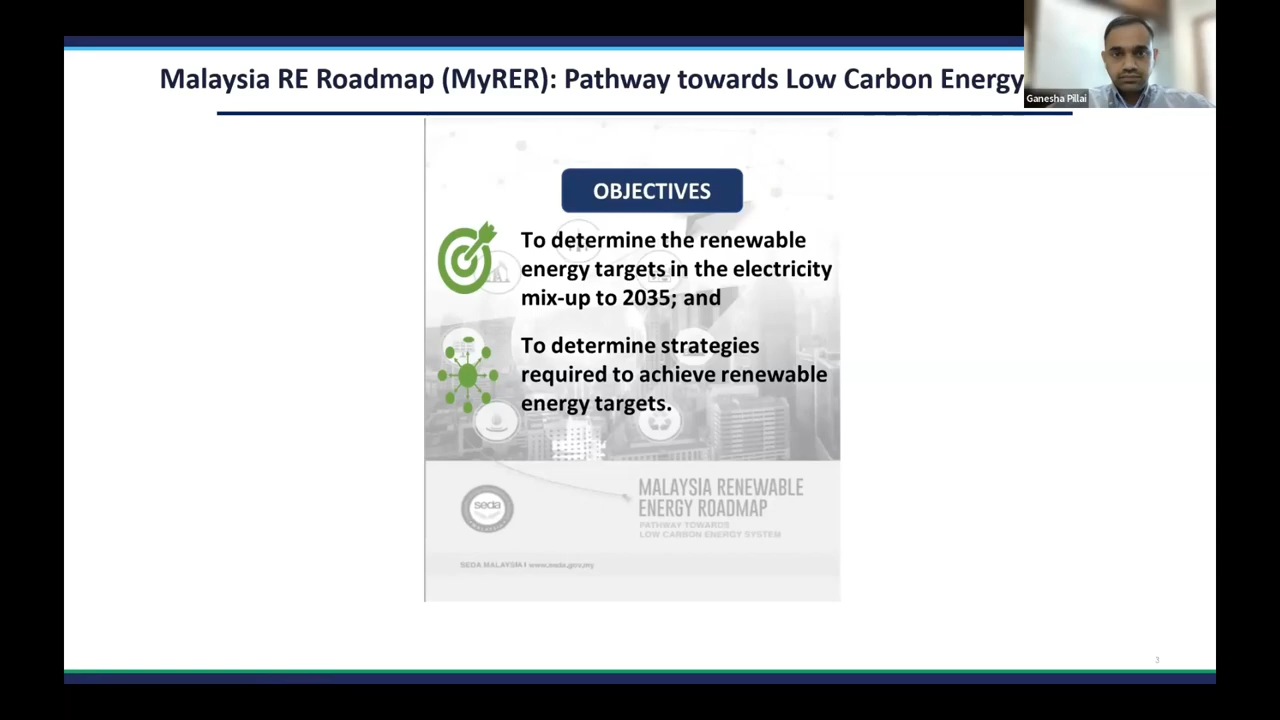 Malaysia RE Roadmap (MyRER): Pathway towards Low Carbon Energy
Ganesha Pillai
OBJECTIVES
To determine the renewable
energy targets in the electricity
mix-up to 2035; and
To determine strategies
required to achieve renewable
energy targets.
seda
MALAYSIA RENEWABLE
ENERGY ROADMAP
PATHWAY TOWARDS
LOW CARBON ENERGY SYSTEM
SEDA MALAYSIA I www.seda.gov.my
3